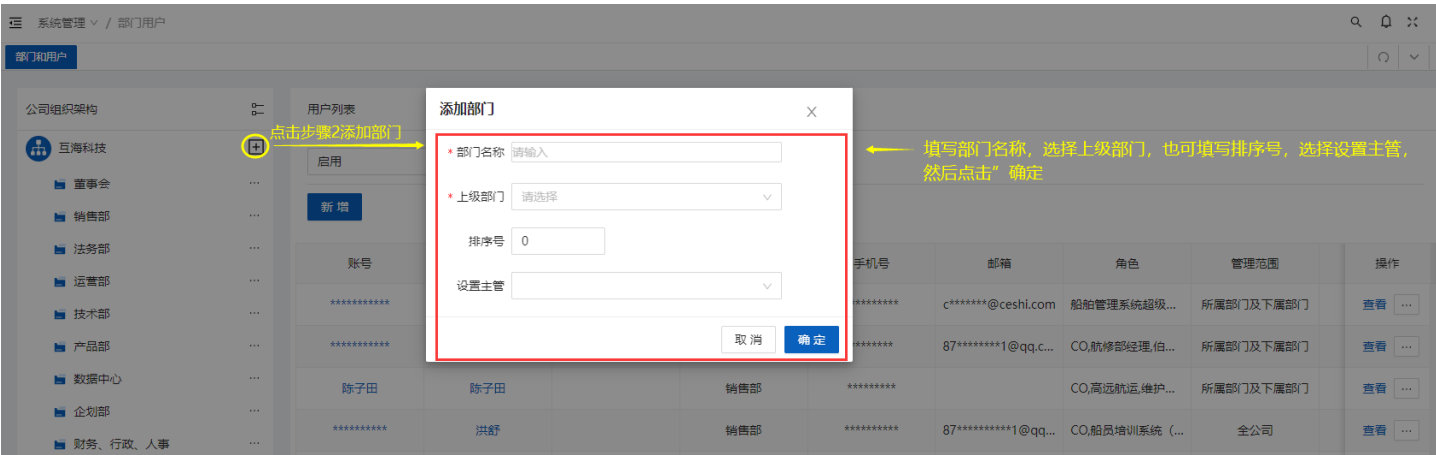 系统管理 / 部门用户
部门和用户
公司组织架构
互海科技
董事会
销售部
法务部
运营部
技术部
产品部
数据中心
企划部
财务、行政、人事
点击步骤2添加部门
用户列表
启用
新 增
添加部门
* 部门名称 请输入
* 上级部门 请选择
排序号 0
设置主管
取 消 确 定
填写部门名称，选择上级部门，也可填写排序号，选择设置主管，
然后点击”确定
账号 手机号 邮箱 角色 管理范围 操作
*********** ********* c*******@ceshi.com 船舶管理系统超级... 所属部门及下属部门 查看 ...
*********** ******** 87********1@qq.c... CO,航修部经理,伯... 所属部门及下属部门 查看 ...
陈子田 陈子田 销售部 ********* CO,高远航运,维护... 所属部门及下属部门 查看 ...
********** 洪舒 销售部 ********** 87**********1@qq... CO,船员培训系统（... 全公司 查看 ...